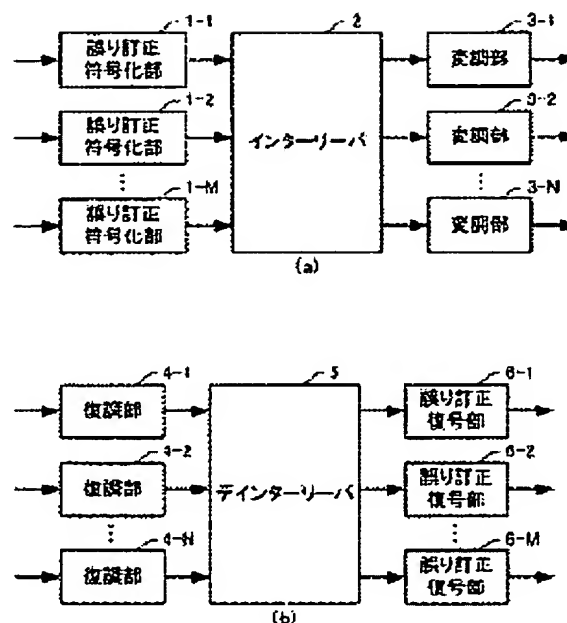 1-1
2
3-1
誤り訂正
符号化部
変調部
1-2
3-2
誤り訂正
符号化部
インターリーバ
変調部
1-M
3-N
誤り訂正
符号化部
変調部
(a)
4-1
5
6-1
復調部
誤り訂正
復号部
4-2
6-2
復調部
デインターリーバ
誤り訂正
復号部
4-N
6-M
復調部
誤り訂正
復号部
(b)